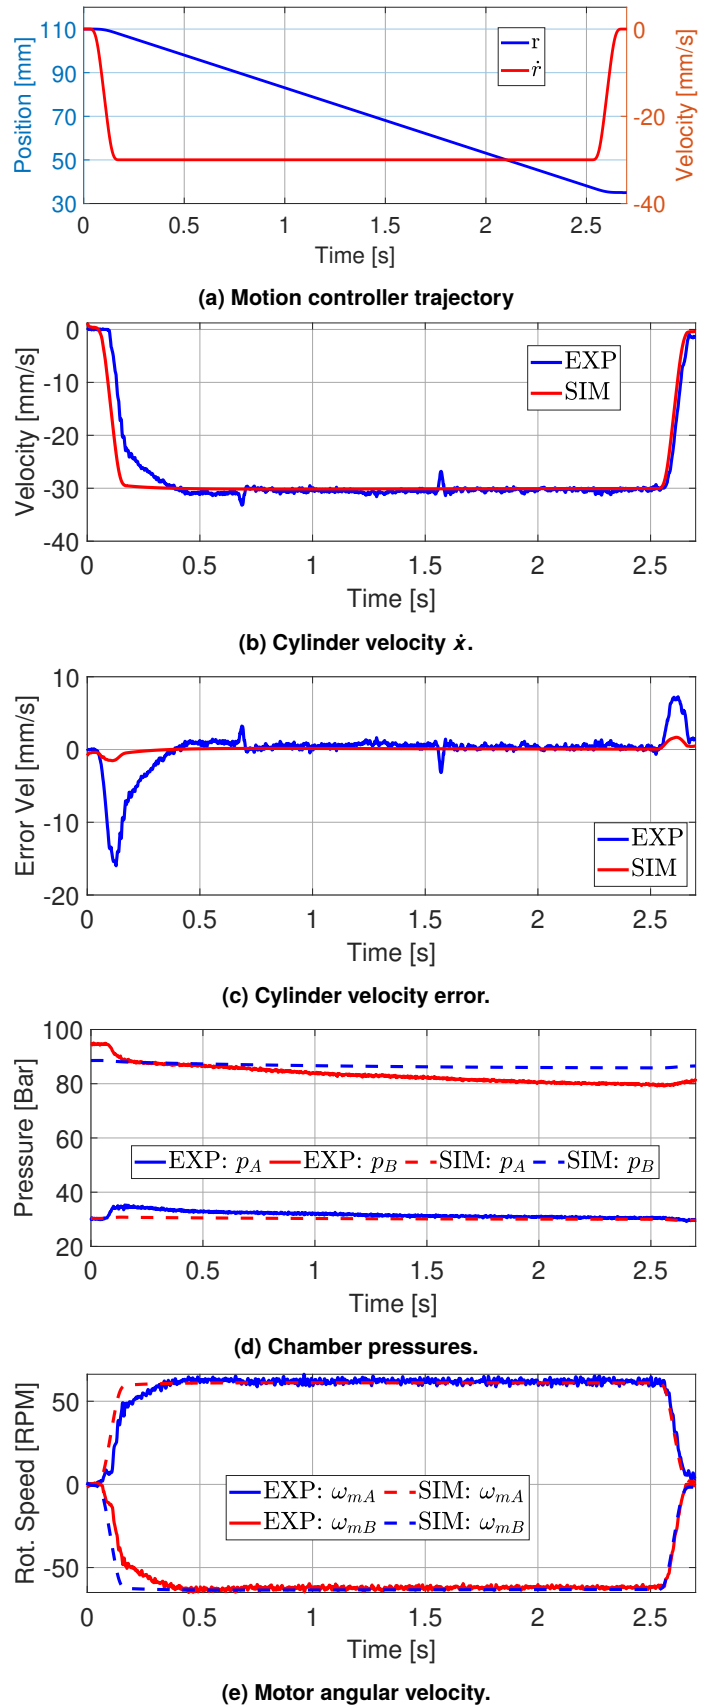 110
90
70
50
30
Position [mm]
r
ṙ
0
-20
-40
Velocity [mm/s]
0 0.5 1 1.5 2 2.5
Time [s]
(a) Motion controller trajectory
0
-10
-20
-30
-40
Velocity [mm/s]
EXP
SIM
0 0.5 1 1.5 2 2.5
Time [s]
(b) Cylinder velocity ẋ.
10
0
-10
-20
Error Vel [mm/s]
EXP
SIM
0 0.5 1 1.5 2 2.5
Time [s]
(c) Cylinder velocity error.
100
80
60
40
20
Pressure [Bar]
EXP: p_A EXP: p_B SIM: p_A SIM: p_B
0 0.5 1 1.5 2 2.5
Time [s]
(d) Chamber pressures.
50
0
-50
Rot. Speed [RPM]
EXP: ω_mA SIM: ω_mA
EXP: ω_mB SIM: ω_mB
0 0.5 1 1.5 2 2.5
Time [s]
(e) Motor angular velocity.